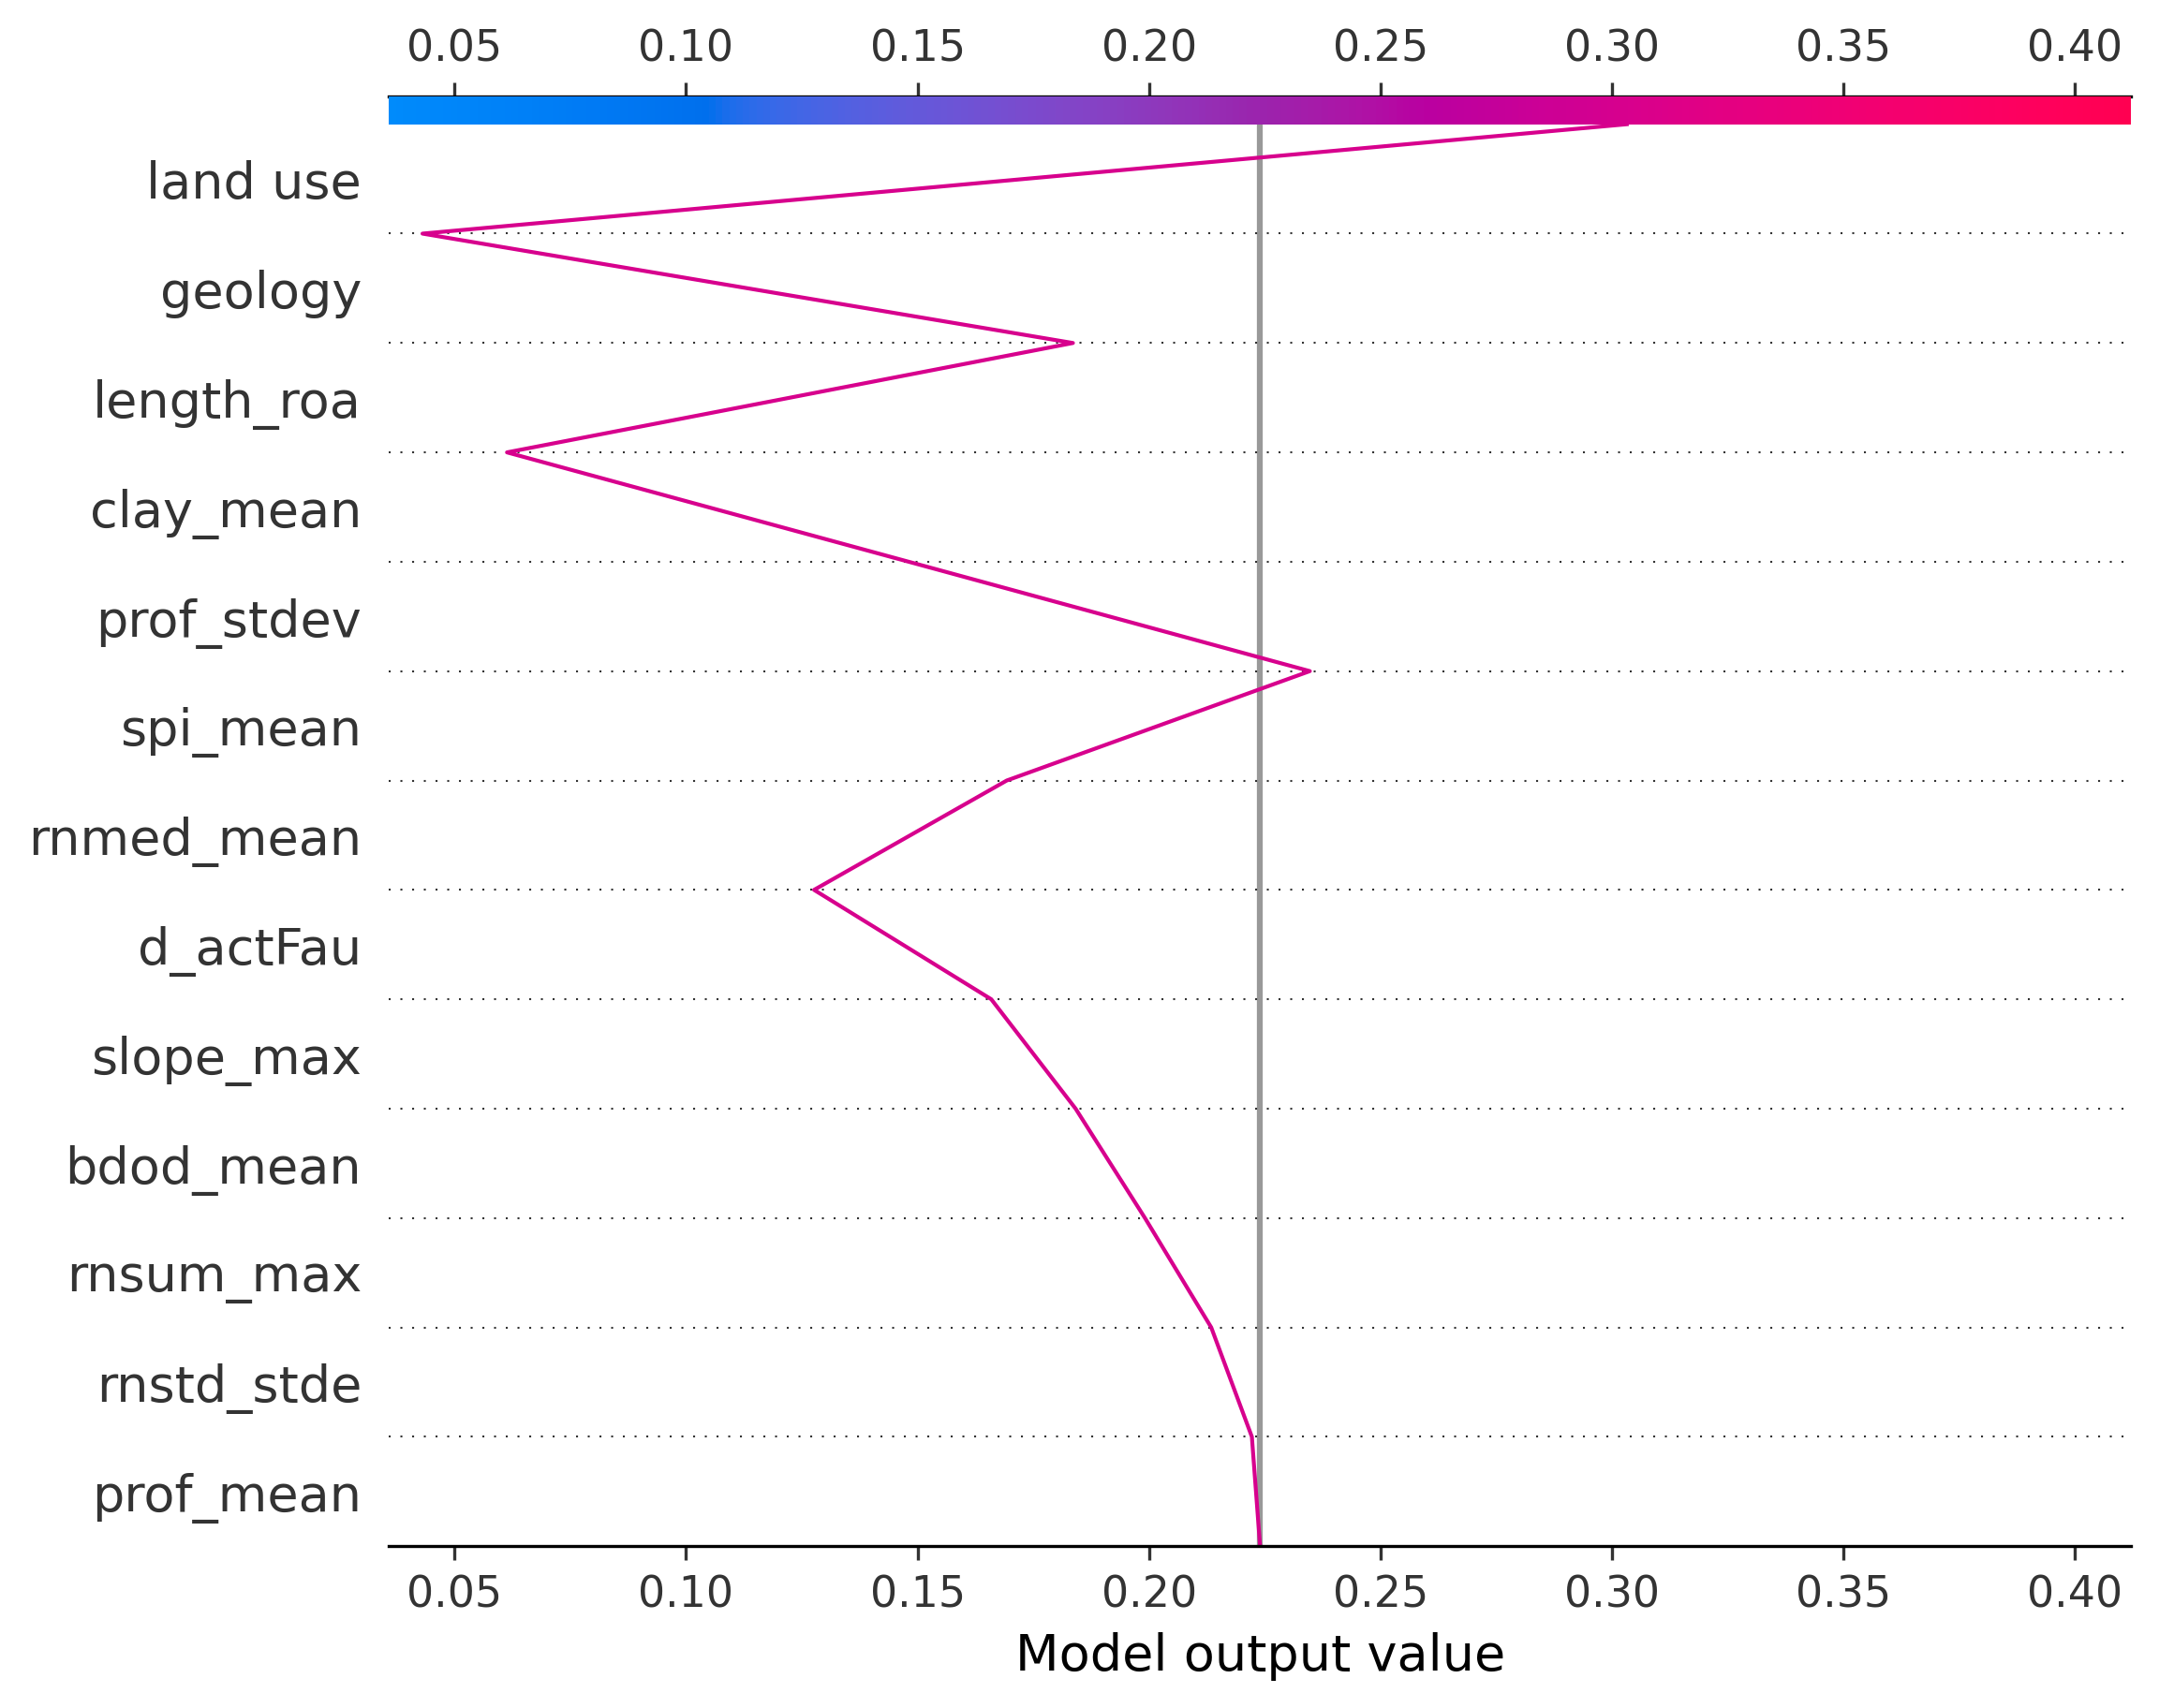 0.05 0.10 0.15 0.20 0.25 0.30 0.35 0.40
land use
geology
length_roa
clay_mean
prof_stdev
spi_mean
rnmed_mean
d_actFau
slope_max
bdod_mean
rnsum_max
rnstd_stde
prof_mean
0.05 0.10 0.15 0.20 0.25 0.30 0.35 0.40
Model output value